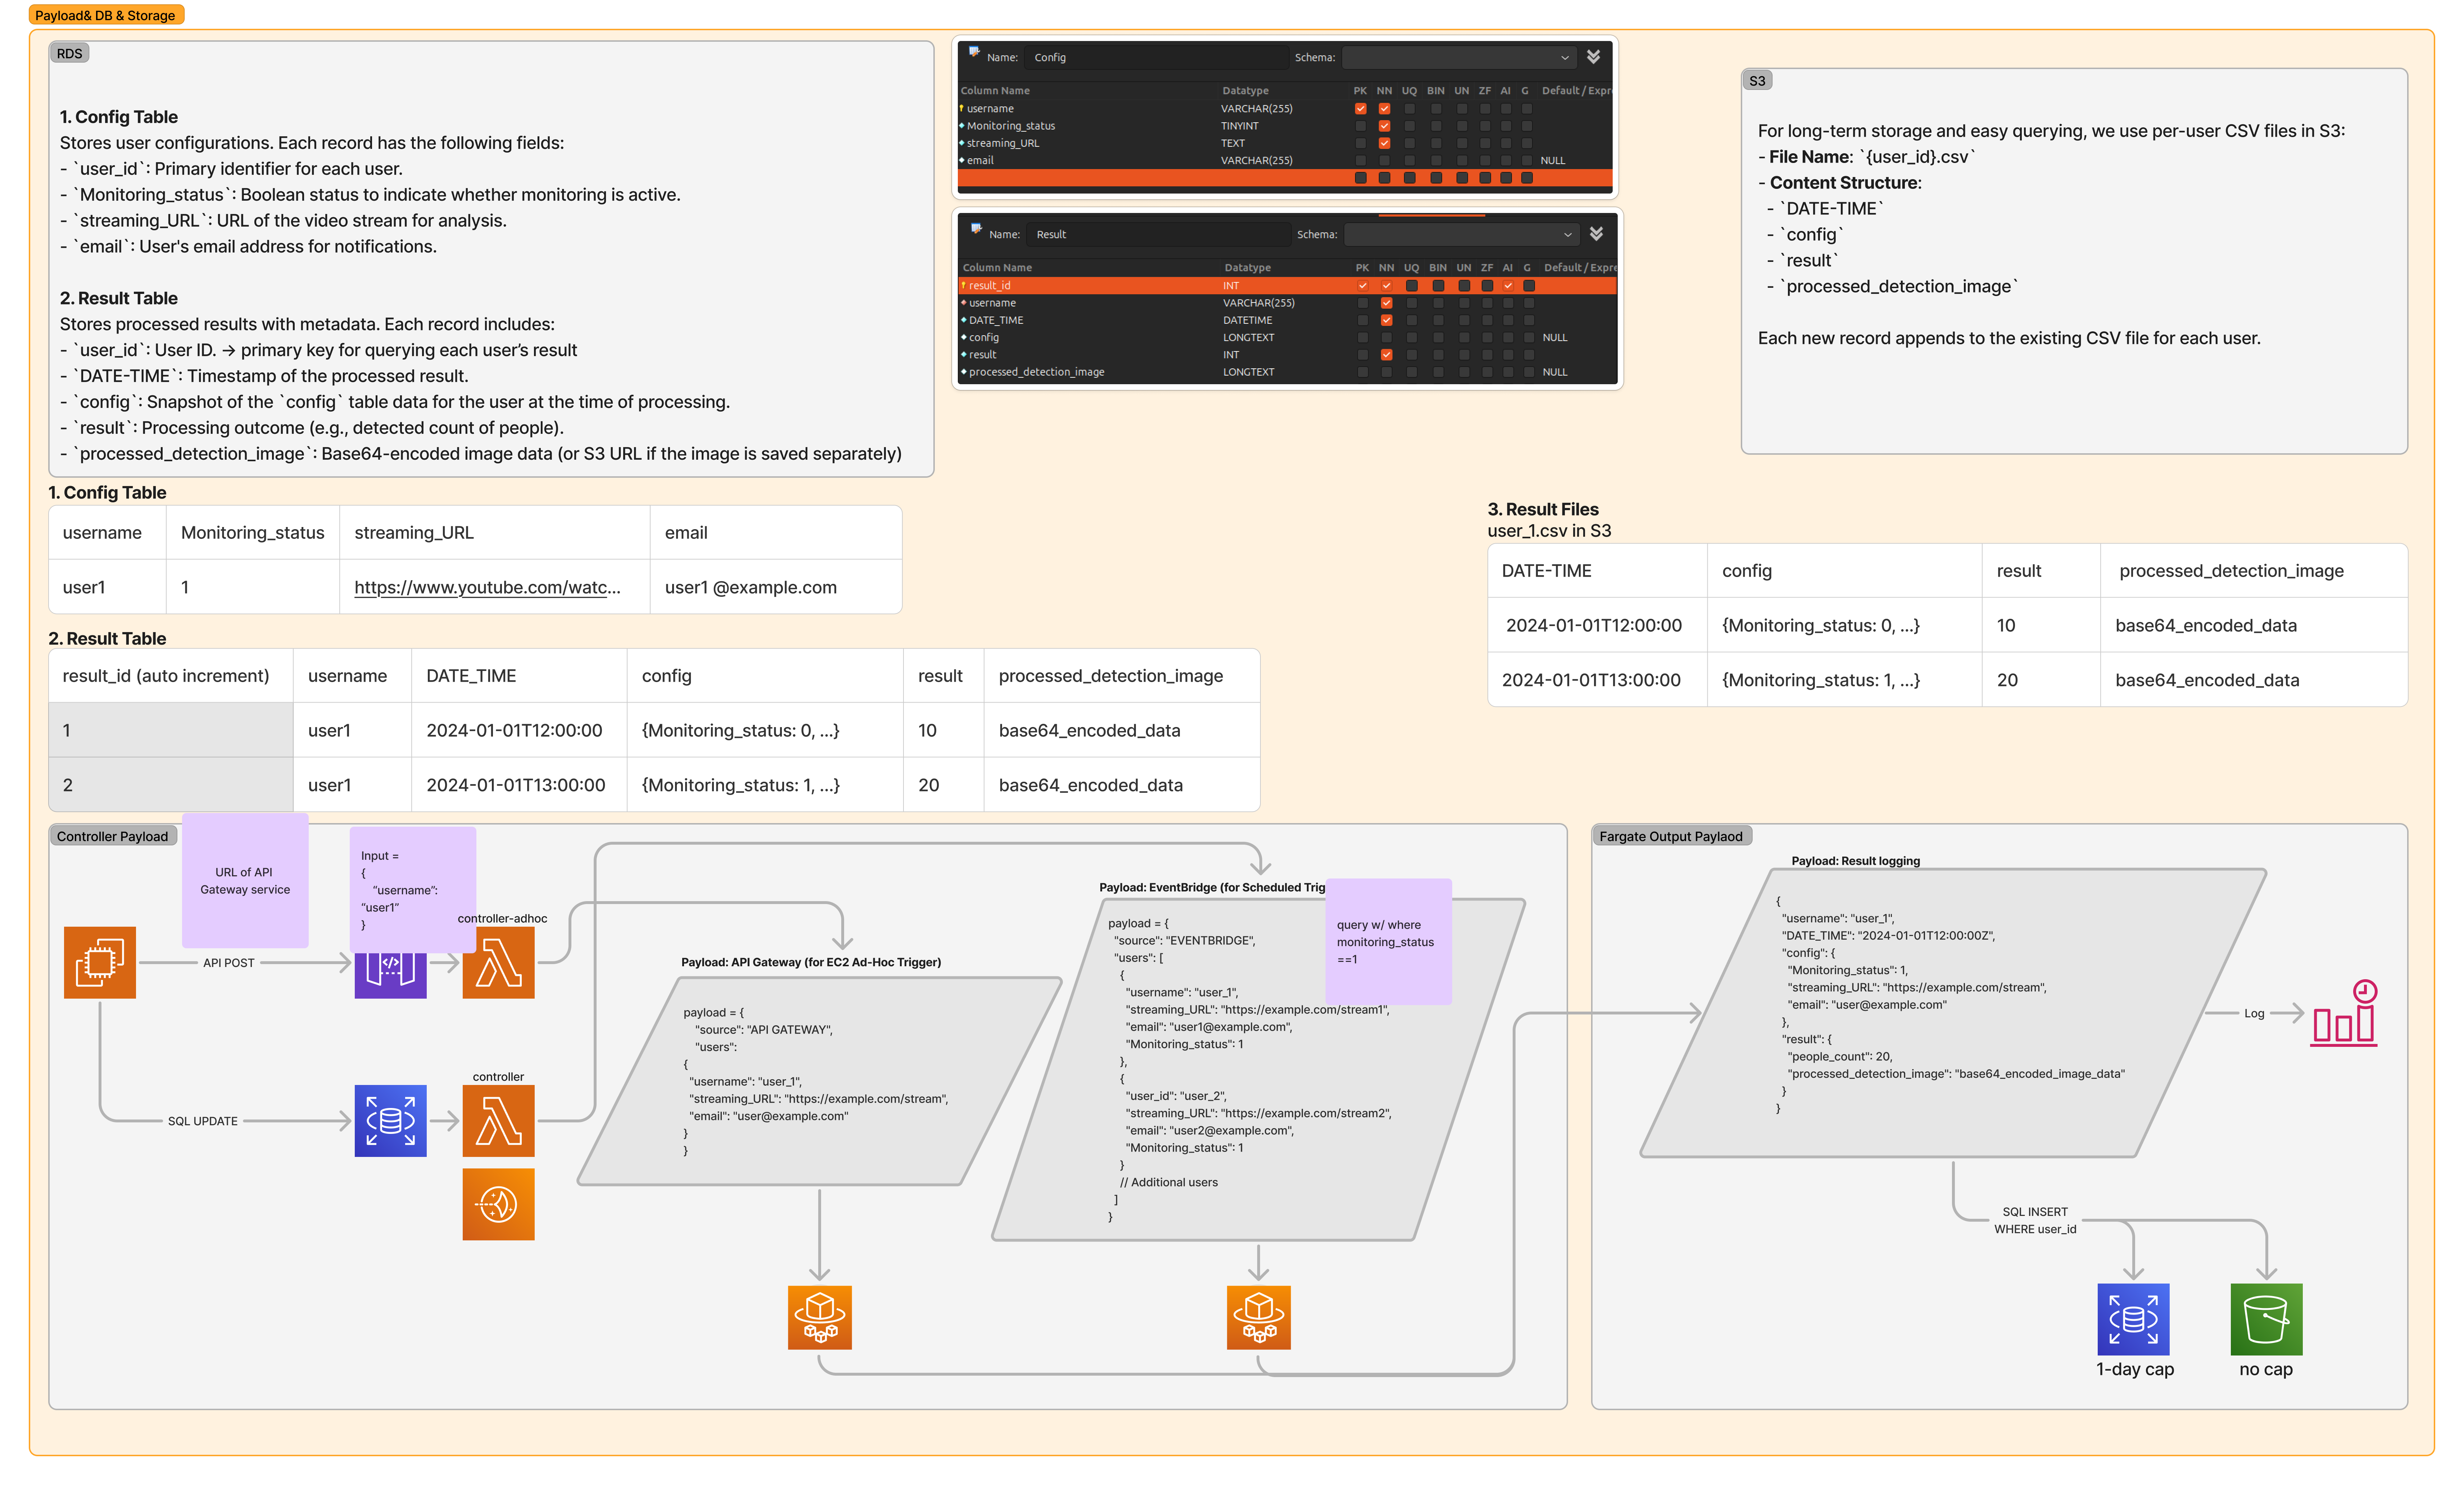 Payload& DB & Storage
RDS
1. Config Table
Stores user configurations. Each record has the following fields:
- `user_id`: Primary identifier for each user.
- `Monitoring_status`: Boolean status to indicate whether monitoring is active.
- `streaming_URL`: URL of the video stream for analysis.
- `email`: User's email address for notifications.
2. Result Table
Stores processed results with metadata. Each record includes:
- `user_id`: User ID. → primary key for querying each user's result
- `DATE-TIME`: Timestamp of the processed result.
- `config`: Snapshot of the `config` table data for the user at the time of processing.
- `result`: Processing outcome (e.g., detected count of people).
- `processed_detection_image`: Base64-encoded image data (or S3 URL if the image is saved separately)
Name: Config Schema:
Column Name Datatype PK NN UQ BIN UN ZF AI G Default / Expre
username VARCHAR(255)
Monitoring_status TINYINT
streaming_URL TEXT
email VARCHAR(255) NULL
Name: Result Schema:
Column Name Datatype PK NN UQ BIN UN ZF AI G Default / Expre
result_id INT
username VARCHAR(255)
DATE_TIME DATETIME
config LONGTEXT NULL
result INT
processed_detection_image LONGTEXT NULL
S3
For long-term storage and easy querying, we use per-user CSV files in S3:
- File Name: `{user_id}.csv`
- Content Structure:
- `DATE-TIME`
- `config`
- `result`
- `processed_detection_image`
Each new record appends to the existing CSV file for each user.
1. Config Table
username Monitoring_status streaming_URL email
user1 1 https://www.youtube.com/watc... user1 @example.com
2. Result Table
result_id (auto increment) username DATE_TIME config result processed_detection_image
1 user1 2024-01-01T12:00:00 {Monitoring_status: 0, ...} 10 base64_encoded_data
2 user1 2024-01-01T13:00:00 {Monitoring_status: 1, ...} 20 base64_encoded_data
3. Result Files
user_1.csv in S3
DATE-TIME config result processed_detection_image
2024-01-01T12:00:00 {Monitoring_status: 0, ...} 10 base64_encoded_data
2024-01-01T13:00:00 {Monitoring_status: 1, ...} 20 base64_encoded_data
Controller Payload
URL of API
Gateway service
Input =
{
"username":
"user1"
}
controller-adhoc
API POST
controller
SQL UPDATE
Payload: API Gateway (for EC2 Ad-Hoc Trigger)
payload = {
"source": "API GATEWAY",
"users":
{
"username": "user_1",
"streaming_URL": "https://example.com/stream",
"email": "user@example.com"
}
}
Payload: EventBridge (for Scheduled Trig
query w/ where
monitoring_status
==1
payload = {
"source": "EVENTBRIDGE",
"users": [
{
"username": "user_1",
"streaming_URL": "https://example.com/stream1",
"email": "user1@example.com",
"Monitoring_status": 1
},
{
"user_id": "user_2",
"streaming_URL": "https://example.com/stream2",
"email": "user2@example.com",
"Monitoring_status": 1
}
// Additional users
]
}
Fargate Output Paylaod
Payload: Result logging
{
"username": "user_1",
"DATE_TIME": "2024-01-01T12:00:00Z",
"config": {
"Monitoring_status": 1,
"streaming_URL": "https://example.com/stream",
"email": "user@example.com"
},
"result": {
"people_count": 20,
"processed_detection_image": "base64_encoded_image_data"
}
}
Log
SQL INSERT
WHERE user_id
1-day cap
no cap